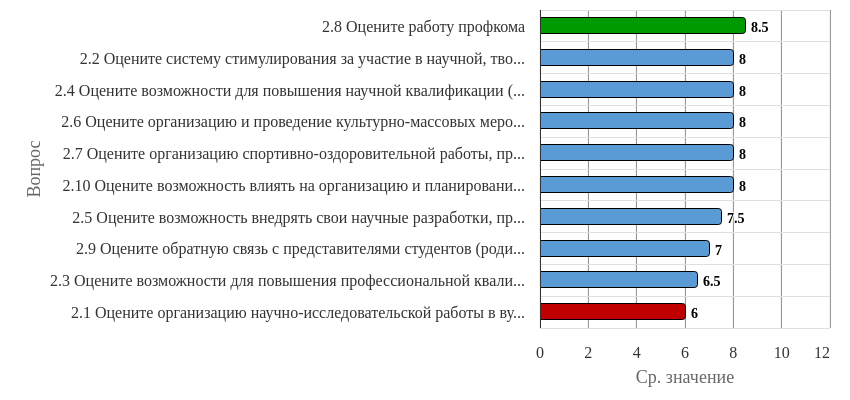 2.8 Оцените работу профкома
8.5
2.2 Оцените систему стимулирования за участие в научной, тво...
8
2.4 Оцените возможности для повышения научной квалификации (...
8
2.6 Оцените организацию и проведение культурно-массовых меро...
8
2.7 Оцените организацию спортивно-оздоровительной работы, пр...
8
2.10 Оцените возможность влиять на организацию и планировани...
8
2.5 Оцените возможность внедрять свои научные разработки, пр...
7.5
2.9 Оцените обратную связь с представителями студентов (роди...
7
2.3 Оцените возможности для повышения профессиональной квали...
6.5
2.1 Оцените организацию научно-исследовательской работы в ву...
6
Вопрос
0 2 4 6 8 10 12
Ср. значение